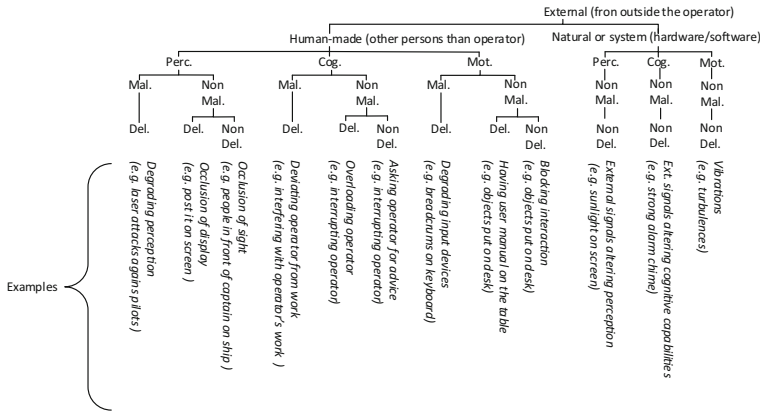 External (fron outside the operator)
Human-made (other persons than operator)
Natural or system (hardware/software)
Perc.
Cog.
Mot.
Perc.
Cog.
Mot.
Mal.
Non
Mal.
Mal.
Non
Mal.
Mal.
Non
Mal.
Non
Mal.
Non
Mal.
Non
Mal.
Del.
Del.
Non
Del.
Del.
Del.
Non
Del.
Del.
Del.
Non
Del.
Non
Del.
Non
Del.
Non
Del.
Examples
Degrading perception
(e.g. laser attacks agains pilots)
Occlusion of display
(e.g. post it on screen )
Occlusion of sight
(e.g. people in front of captain on ship )
Deviating operator from work
(e.g. interfering with operator's work )
Overloading operator
(e.g. interrupting operator)
Asking operator for advice
(e.g. interrupting operator)
Degrading input devices
(e.g. breadcrums on keyboard)
Having user manual on the table
(e.g. objects put on desk)
Blocking interaction
(e.g. objects put on desk)
External signals altering perception
(e.g. sunlight on screen)
Ext. signals altering cognitive capabilities
(e.g. strong alarm chime)
Vibrations
(e.g. turbulences)